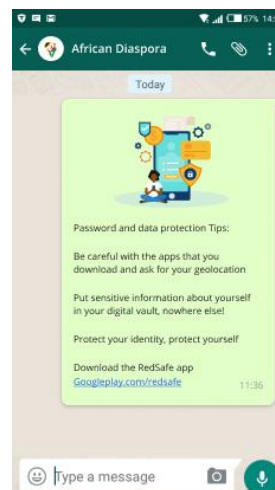 57% 14:
African Diaspora
Today
Password and data protection Tips:
Be careful with the apps that you
download and ask for your geolocation
Put sensitive information about yourself
in your digital vault, nowhere else!
Protect your identity, protect yourself
Download the RedSafe app
Googleplay.com/redsafe
11:36
Type a message